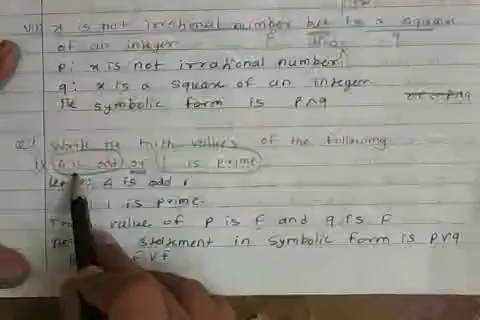 viii) x is not irrational number but is a square
of an integer F q
p: x is not irrational number.
q: x is a square of an integer
The symbolic form is p∧q
Write the truth values of the following
i) 4 is odd or 1 is prime
Let p: 4 is odd
1 is prime.
value of p is F and q is F
statement in symbolic form is p∨q
F ∨ F